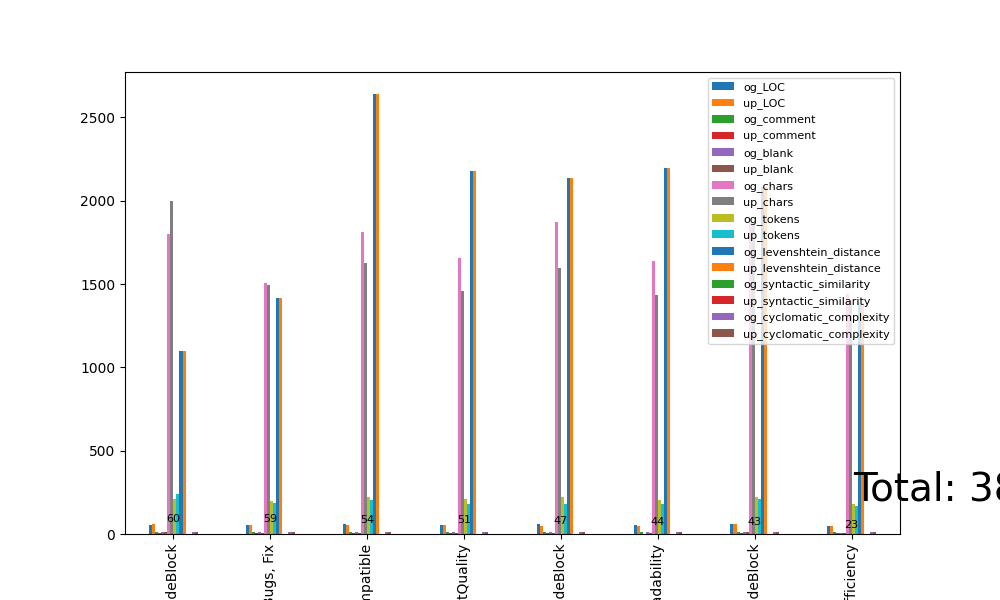 2500
2000
1500
1000
500
0
og_LOC
up_LOC
og_comment
up_comment
og_blank
up_blank
og_chars
up_chars
og_tokens
up_tokens
og_levenshtein_distance
up_levenshtein_distance
og_syntactic_similarity
up_syntactic_similarity
og_cyclomatic_complexity
up_cyclomatic_complexity
Total: 38
60
59
54
51
47
44
43
23
deBlock
ugs, Fix
mpatible
tQuality
deBlock
adability
deBlock
fficiency